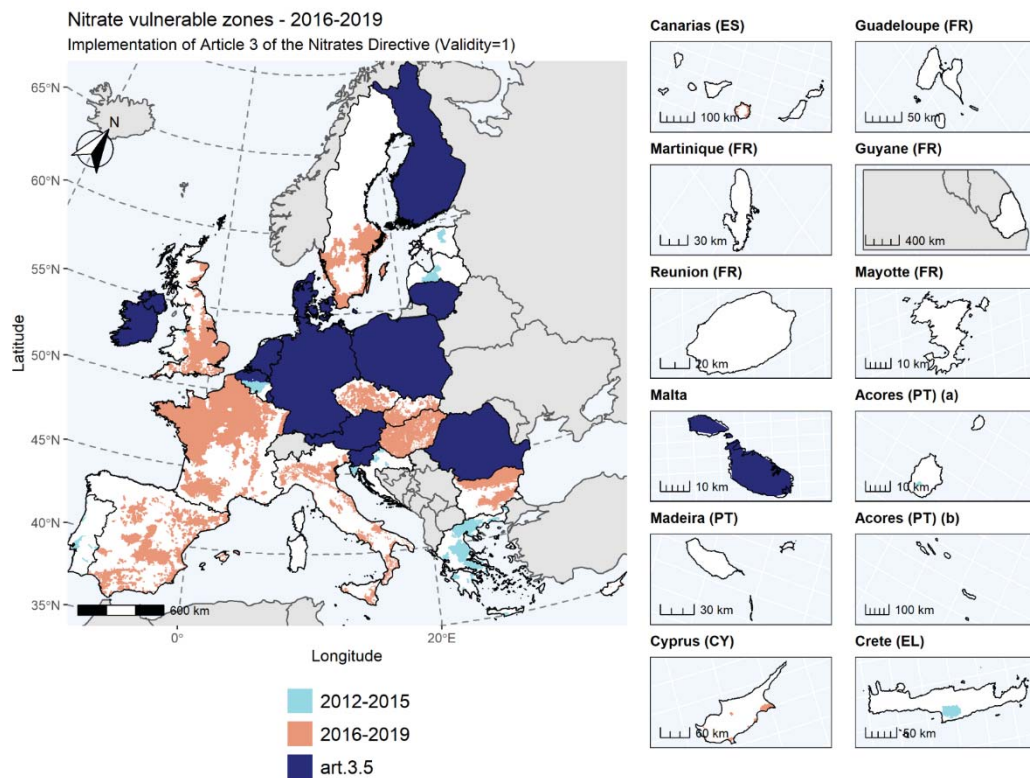 Nitrate vulnerable zones - 2016-2019
Implementation of Article 3 of the Nitrates Directive (Validity=1)
65°N
60°N
55°N
50°N
45°N
40°N
35°N
Latitude
N
600 km
0°
20°E
Longitude
2012-2015
2016-2019
art.3.5
Canarias (ES)
100 km
Guadeloupe (FR)
50 km
Martinique (FR)
30 km
Guyane (FR)
400 km
Reunion (FR)
20 km
Mayotte (FR)
10 km
Malta
10 km
Acores (PT) (a)
10 km
Madeira (PT)
30 km
Acores (PT) (b)
100 km
Cyprus (CY)
60 km
Crete (EL)
50 km